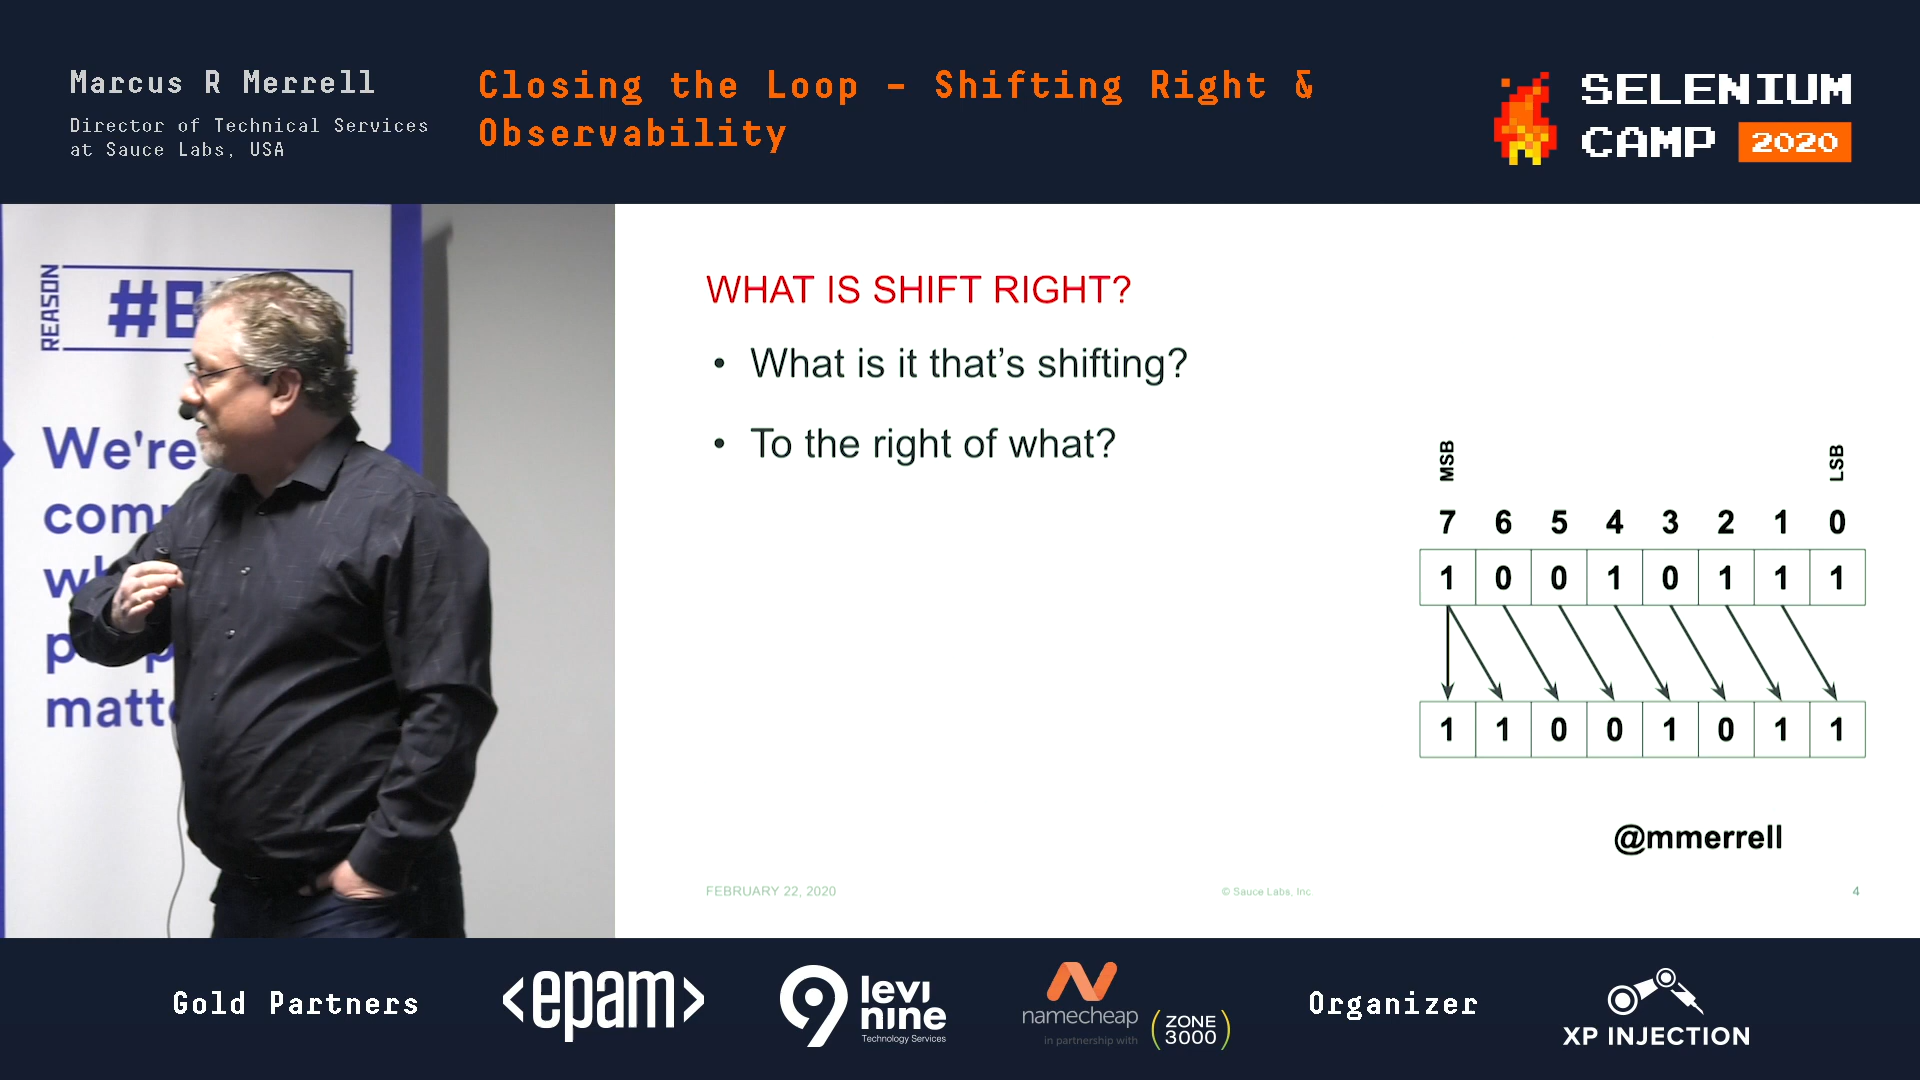 Marcus R Merrell
Director of Technical Services
at Sauce Labs, USA
Closing the Loop – Shifting Right &
Observability
SELENIUM
CAMP 2020
REASON
We're
WHAT IS SHIFT RIGHT?
• What is it that’s shifting?
• To the right of what?
MSB LSB
7 6 5 4 3 2 1 0
1 0 0 1 0 1 1 1
1 1 0 0 1 0 1 1
@mmerrell
FEBRUARY 22, 2020
© Sauce Labs, Inc.
4
Gold Partners
<epam>
levi
nine
Technology Services
namecheap
in partnership with
(ZONE
3000)
Organizer
XP INJECTION